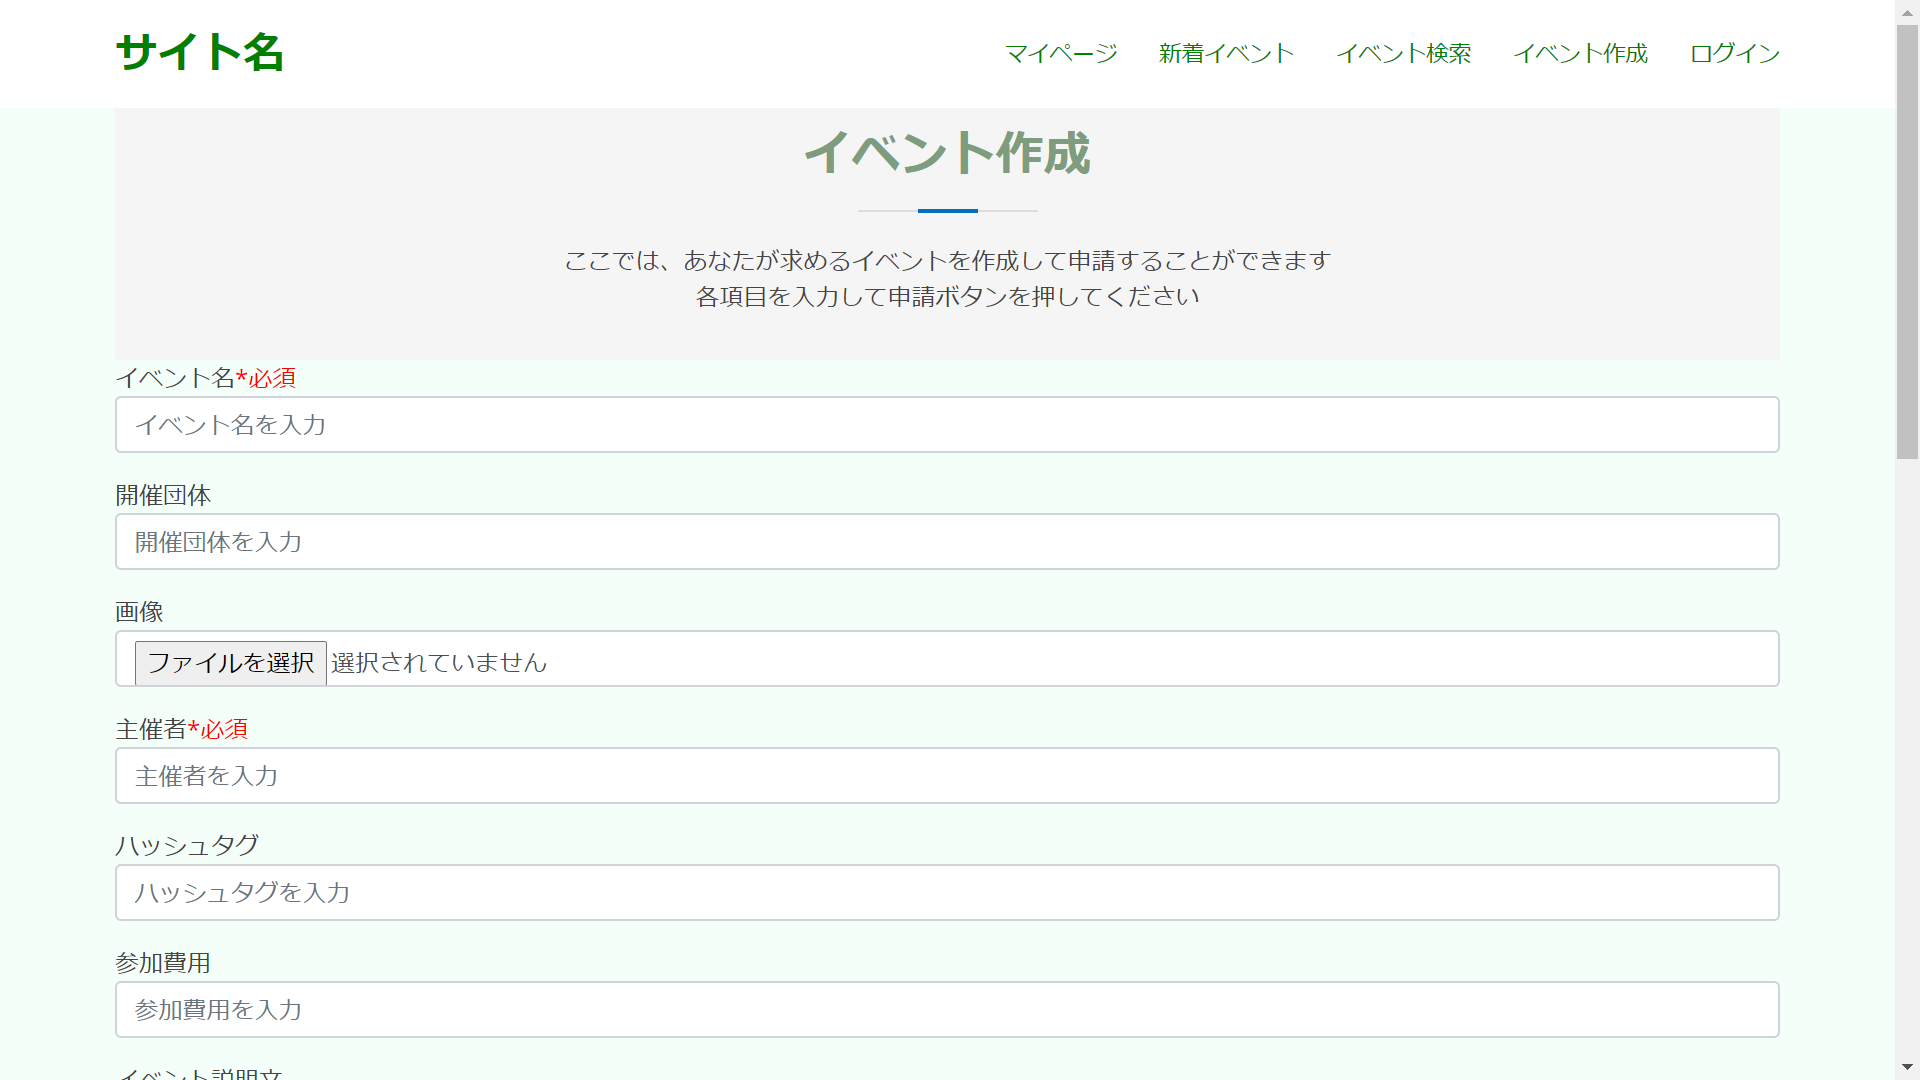 サイト名
マイページ 新着イベント イベント検索 イベント作成 ログイン
イベント作成
ここでは、あなたが求めるイベントを作成して申請することができます
各項目を入力して申請ボタンを押してください
イベント名*必須
イベント名を入力
開催団体
開催団体を入力
画像
ファイルを選択 選択されていません
主催者*必須
主催者を入力
ハッシュタグ
ハッシュタグを入力
参加費用
参加費用を入力
イベント説明文